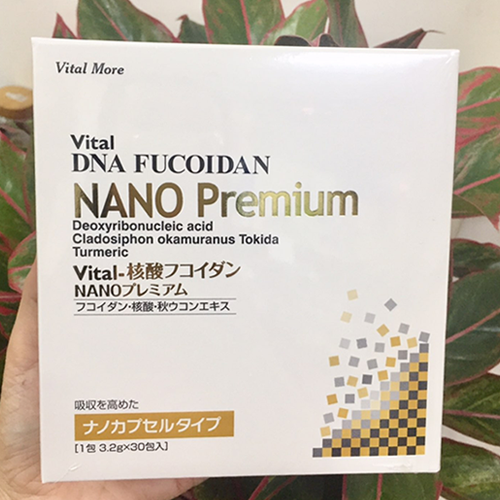 Vital More
Vital
DNA FUCOIDAN
NANO Premium
Deoxyribonucleic acid
Cladosiphon okamuranus Tokida
Turmeric
Vital-核酸フコイダン
NANOプレミアム
フコイダン・核酸・秋ウコンエキス
吸収を高めた
ナノカプセルタイプ
[1包 3.2g×30包入]